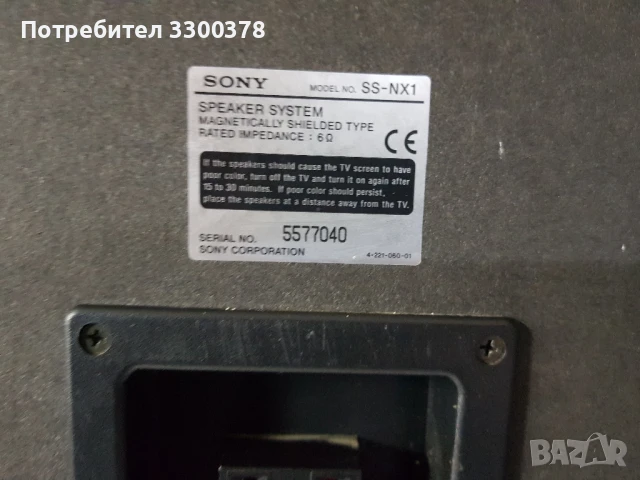 Потребител 3300378
SONY MODEL NO. SS-NX1
SPEAKER SYSTEM
MAGNETICALLY SHIELDED TYPE
RATED IMPEDANCE : 6 Ω
CE
If the speakers should cause the TV screen to have
poor color, turn off the TV and turn it on again after
15 to 30 minutes. If poor color should persist,
place the speakers at a distance away from the TV.
SERIAL NO. 5577040
SONY CORPORATION 4-221-060-01
BAZAR